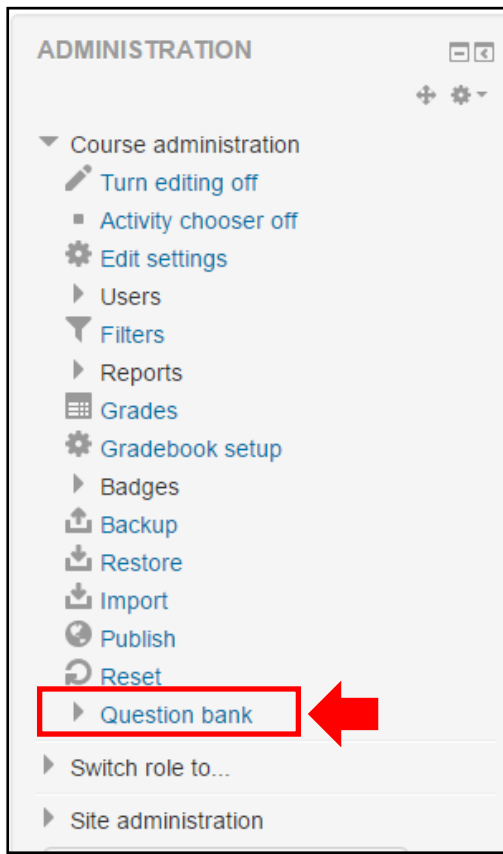 ADMINISTRATION
Course administration
Turn editing off
Activity chooser off
Edit settings
Users
Filters
Reports
Grades
Gradebook setup
Badges
Backup
Restore
Import
Publish
Reset
Question bank
Switch role to...
Site administration